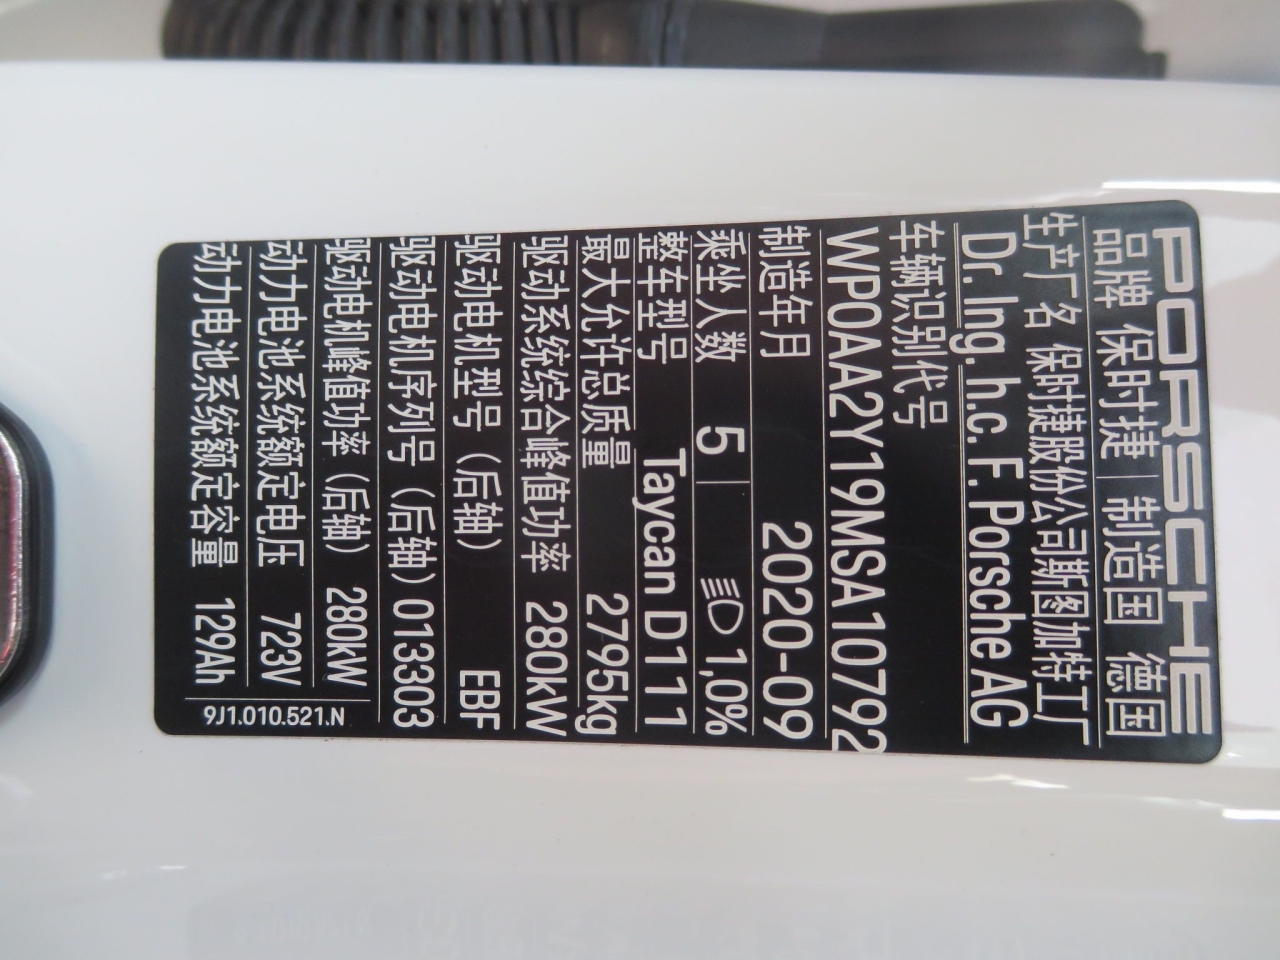 PORSCHE
品牌 保时捷 制造国 德国
生产厂名 保时捷股份公司斯图加特工厂
Dr. Ing. h.c. F. Porsche AG
车辆识别代号
WP0AA2Y19MSA10792
制造年月 2020-09
乘坐人数 5 1,0%
整车型号 Taycan D111
最大允许总质量 2795kg
驱动系统综合峰值功率 280kW
驱动电机型号（后轴） EBF
驱动电机序列号（后轴）013303
驱动电机峰值功率（后轴） 280kW
动力电池系统额定电压 723V
动力电池系统额定容量 129Ah
9J1.010.521.N